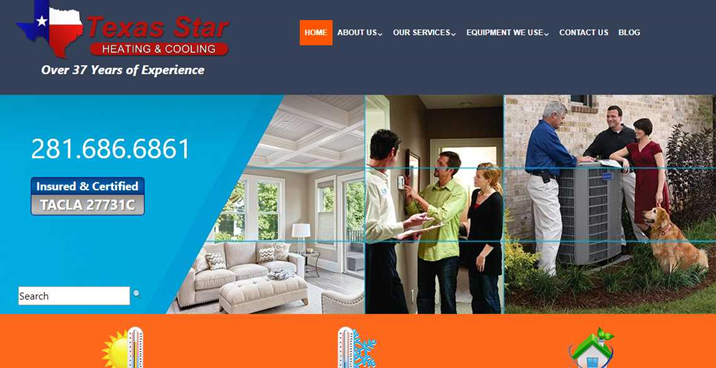 Texas Star
HEATING & COOLING
Over 37 Years of Experience
HOME ABOUT US OUR SERVICES EQUIPMENT WE USE CONTACT US BLOG
281.686.6861
Insured & Certified
TACLA 27731C
Search